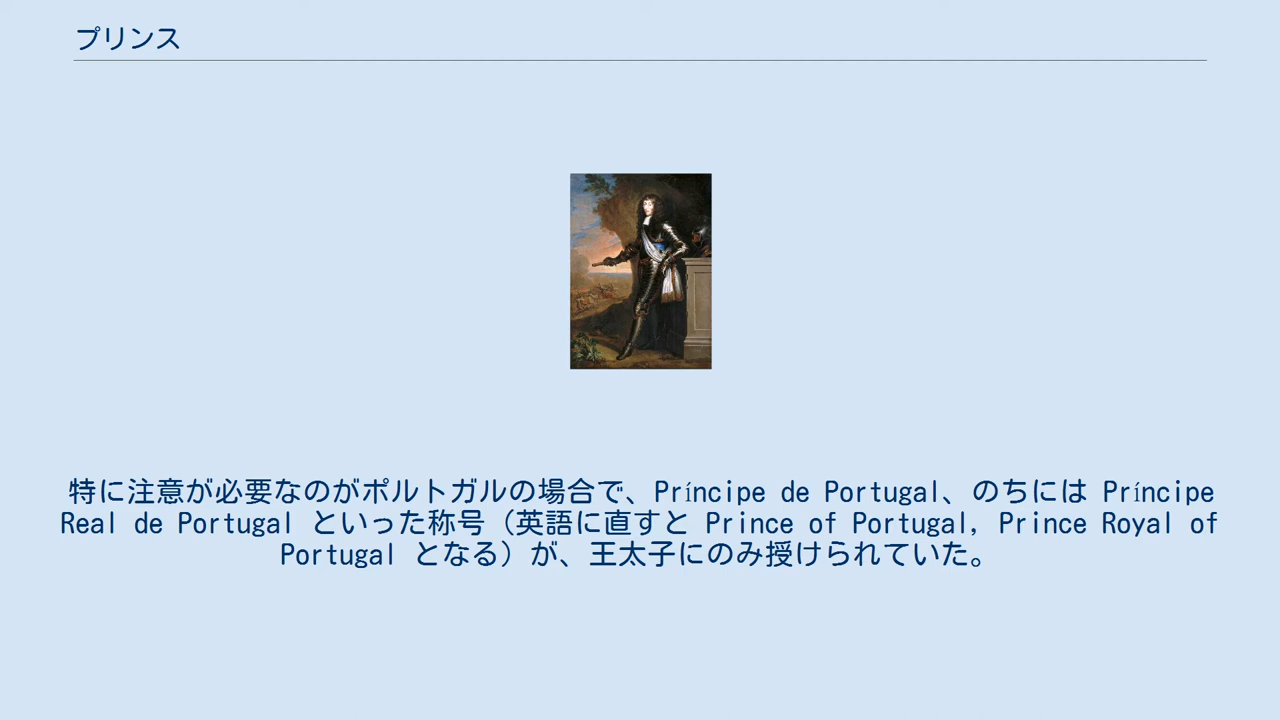 プリンス
特に注意が必要なのがポルトガルの場合で、Príncipe de Portugal、のちには Príncipe
Real de Portugal といった称号（英語に直すと Prince of Portugal, Prince Royal of
Portugal となる）が、王太子にのみ授けられていた。